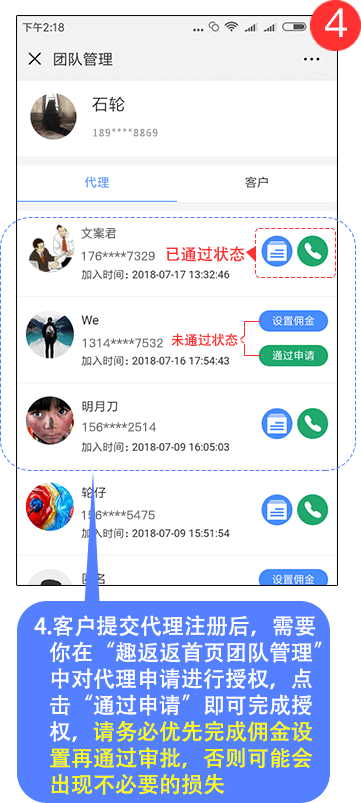 4
下午2:18
团队管理
石轮
189****8869
代理
客户
文案君
176****7329
已通过状态
加入时间：2018-07-17 13:32:46
We
设置佣金
1314****7532
未通过状态
通过申请
加入时间：2018-07-16 17:54:43
明月刀
156****2514
加入时间：2018-07-09 16:05:03
轮仔
156****5475
加入时间：2018-07-09 15:51:54
设置佣金
4.客户提交代理注册后，需要
你在“趣返返首页团队管理”
中对代理申请进行授权，点
击“通过申请”即可完成授
权，请务必优先完成佣金设
置再通过审批，否则可能会
出现不必要的损失